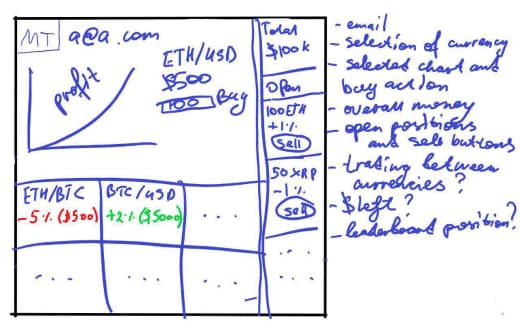 MT a@a.com
profit
ETH/USD
$500
100 Buy
ETH/BTC
-5% ($500)
BTC/USD
+2% ($5000)
...
... ... ...
Total
$100k
Open
100ETH
+1%
Sell
50 XRP
-1%
Sell
...
...
- email
- selection of currency
- selected chart and
buy action
- overall money
- open positions
and sell buttons
- trading between
currencies?
- $ left?
- leaderboard position?